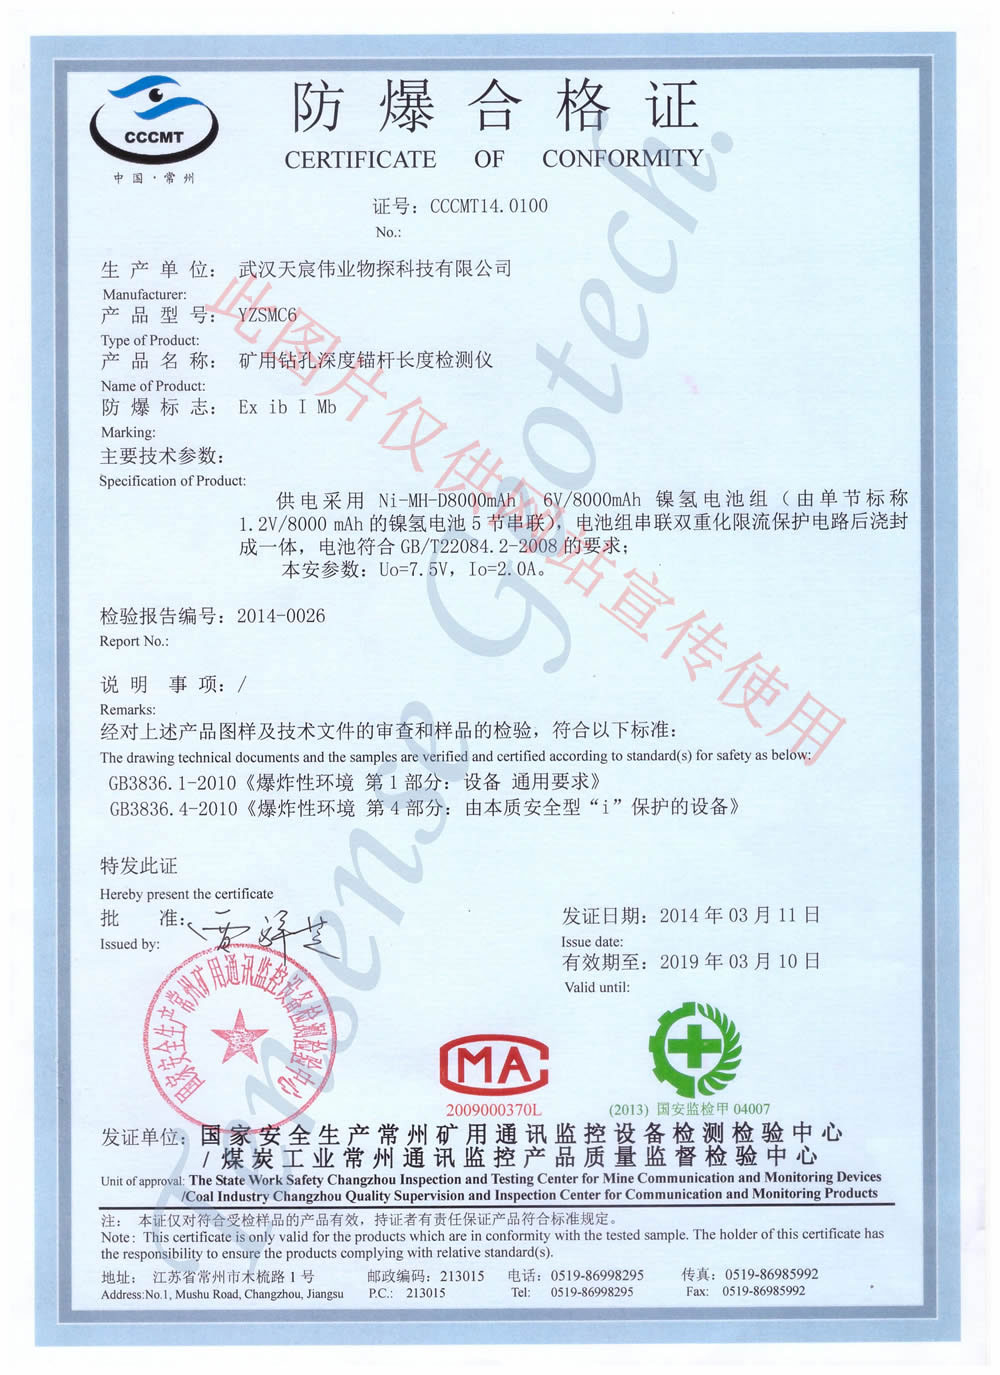 CCCMT
中国·常州
防爆合格证
CERTIFICATE OF CONFORMITY
证号：CCCMT14.0100
No.:
生产单位：武汉天宸伟业物探科技有限公司
Manufacturer:
产品型号：YZSMC6
Type of Product:
产品名称：矿用钻孔深度锚杆长度检测仪
Name of Product:
防爆标志：Ex ib I Mb
Marking:
主要技术参数：
Specification of Product:
供电采用 Ni-MH-D8000mAh 6V/8000mAh 镍氢电池组（由单节标称
1.2V/8000 mAh 的镍氢电池 5 节串联），电池组串联双重化限流保护电路后浇封
成一体，电池符合 GB/T22084.2-2008 的要求；
本安参数：Uo=7.5V，Io=2.0A。
检验报告编号：2014-0026
Report No.:
说明 事项：/
Remarks:
经对上述产品图样及技术文件的审查和样品的检验，符合以下标准：
The drawing technical documents and the samples are verified and certified according to standard(s) for safety as below:
GB3836.1-2010《爆炸性环境 第 1 部分：设备 通用要求》
GB3836.4-2010《爆炸性环境 第 4 部分：由本质安全型“i”保护的设备》
特发此证
Hereby present the certificate
批 准：
Issued by:
发证日期：2014 年 03 月 11 日
Issue date:
有效期至：2019 年 03 月 10 日
Valid until:
国家安全生产常州矿用通讯监控设备检测检验中心
MA
2009000370L
(2013) 国安监检甲 04007
发证单位：国家安全生产常州矿用通讯监控设备检测检验中心
/ 煤炭工业常州通讯监控产品质量监督检验中心
Unit of approval: The State Work Safety Changzhou Inspection and Testing Center for Mine Communication and Monitoring Devices
/Coal Industry Changzhou Quality Supervision and Inspection Center for Communication and Monitoring Products
注：本证仅对符合受检样品的产品有效，持证者有责任保证产品符合标准规定。
Note: This certificate is only valid for the products which are in conformity with the tested sample. The holder of this certificate has
the responsibility to ensure the products complying with relative standard(s).
地址：江苏省常州市木梳路 1 号 邮政编码：213015 电话：0519-86998295 传真：0519-86985992
Address:No.1, Mushu Road, Changzhou, Jiangsu P.C.: 213015 Tel: 0519-86998295 Fax: 0519-86985992
此图片仅供网站宣传使用
Tensense Geotech.